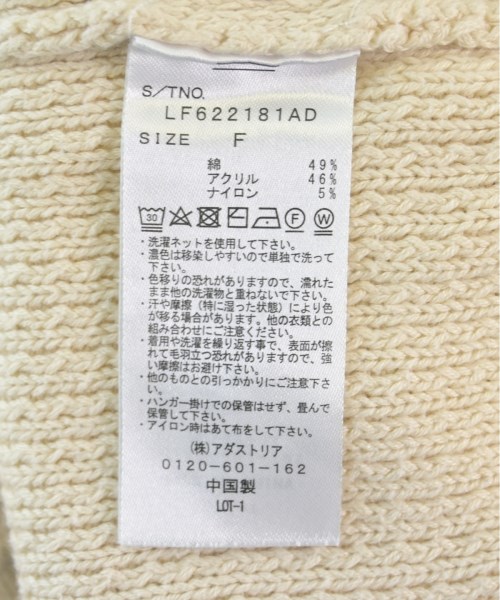 S/TNO.
LF622181AD
SIZE F
綿 49%
アクリル 46%
ナイロン 5%
30 F W
・洗濯ネットを使用して下さい。
・濃色は移染しやすいので単独で洗って
下さい。
・色移りの恐れがありますので、濡れた
まま他の洗濯物と重ねないで下さい。
・汗や摩擦（特に湿った状態）により色
が移る場合があります。他の衣類との
組み合わせにご注意ください。
・着用や洗濯を繰り返す事で、表面が擦
れて毛羽立つ恐れがありますので、強
い摩擦はお避け下さい。
・他のものとの引っかかりにご注意下さ
い。
・ハンガー掛けでの保管はせず、畳んで
保管して下さい。
・アイロン時はあて布をして下さい。
(株)アダストリア
0120-601-162
中国製
LOT-1